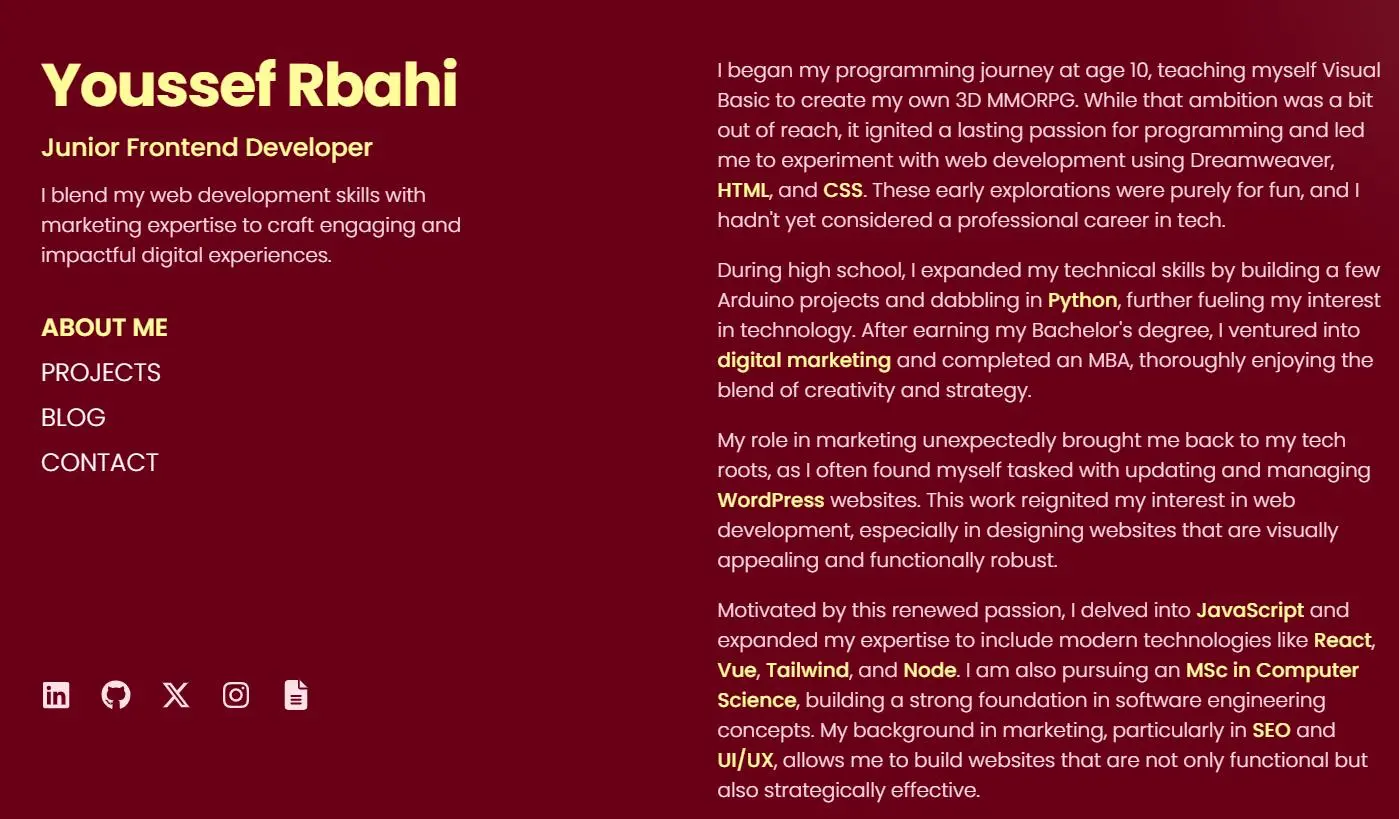 Youssef Rbahi
Junior Frontend Developer
I blend my web development skills with
marketing expertise to craft engaging and
impactful digital experiences.
ABOUT ME
PROJECTS
BLOG
CONTACT
I began my programming journey at age 10, teaching myself Visual
Basic to create my own 3D MMORPG. While that ambition was a bit
out of reach, it ignited a lasting passion for programming and led
me to experiment with web development using Dreamweaver,
HTML, and CSS. These early explorations were purely for fun, and I
hadn't yet considered a professional career in tech.
During high school, I expanded my technical skills by building a few
Arduino projects and dabbling in Python, further fueling my interest
in technology. After earning my Bachelor's degree, I ventured into
digital marketing and completed an MBA, thoroughly enjoying the
blend of creativity and strategy.
My role in marketing unexpectedly brought me back to my tech
roots, as I often found myself tasked with updating and managing
WordPress websites. This work reignited my interest in web
development, especially in designing websites that are visually
appealing and functionally robust.
Motivated by this renewed passion, I delved into JavaScript and
expanded my expertise to include modern technologies like React,
Vue, Tailwind, and Node. I am also pursuing an MSc in Computer
Science, building a strong foundation in software engineering
concepts. My background in marketing, particularly in SEO and
UI/UX, allows me to build websites that are not only functional but
also strategically effective.